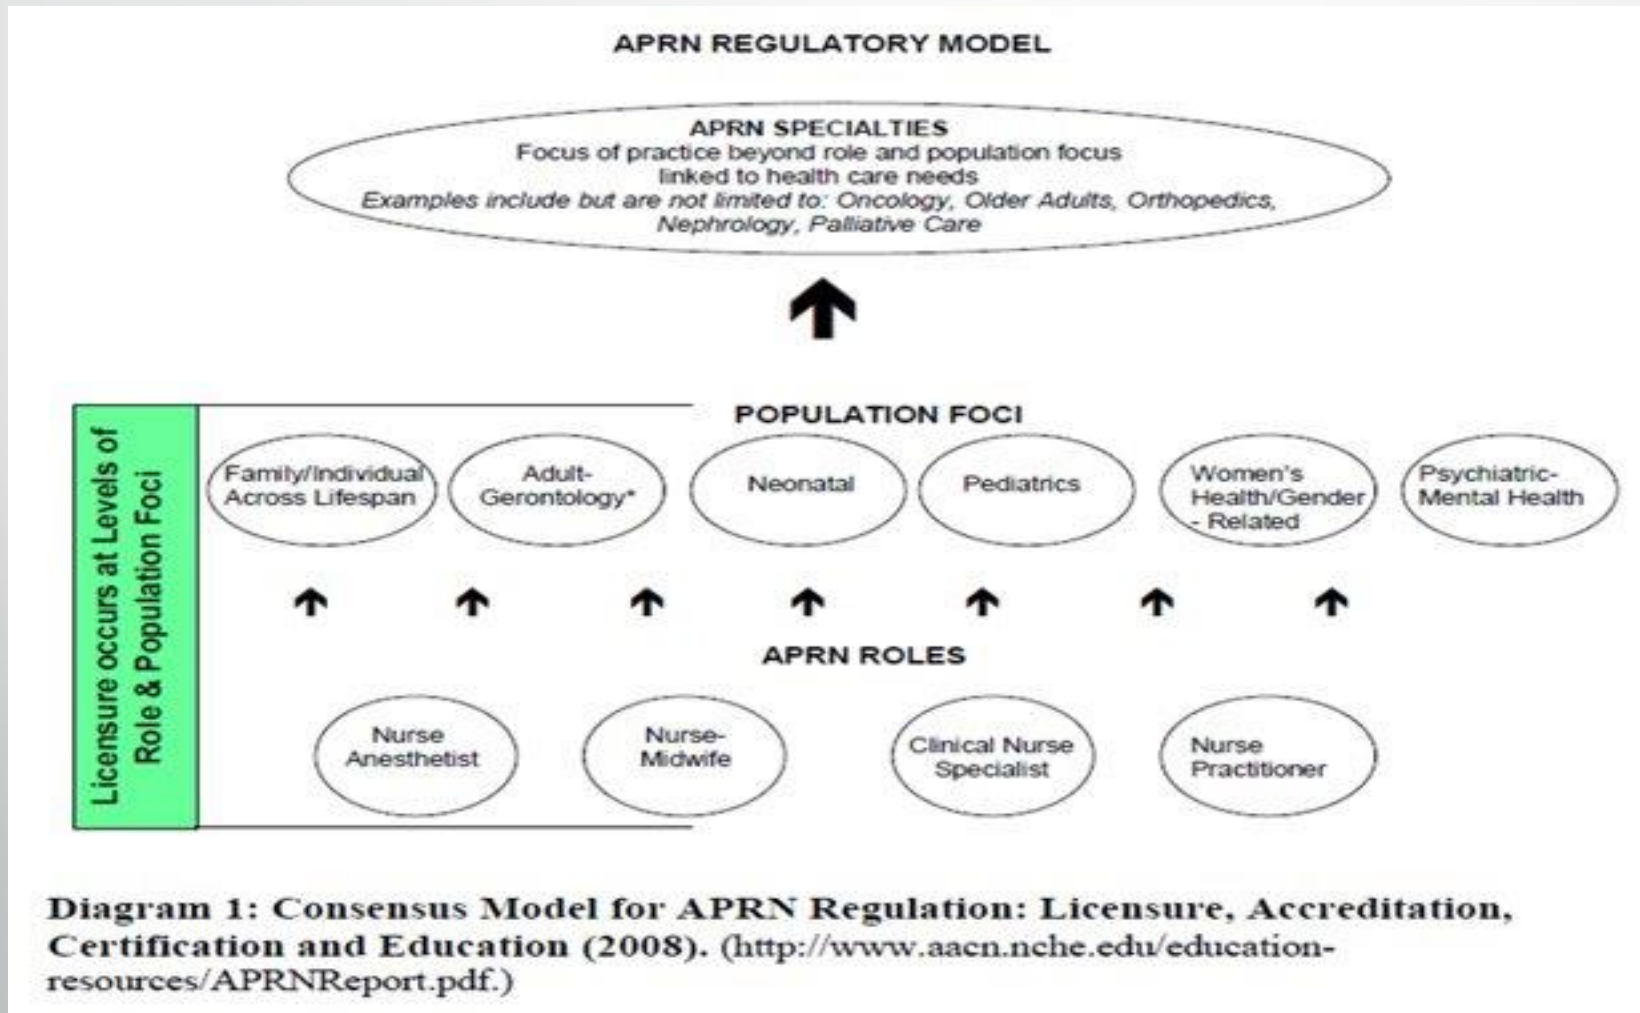 APRN REGULATORY MODEL
APRN SPECIALTIES
Focus of practice beyond role and population focus
linked to health care needs
Examples include but are not limited to: Oncology, Older Adults, Orthopedics,
Nephrology, Palliative Care
Licensure occurs at Levels of
Role & Population Foci
POPULATION FOCI
Family/Individual
Across Lifespan
Adult-
Gerontology*
Neonatal
Pediatrics
Women's
Health/Gender
- Related
Psychiatric-
Mental Health
APRN ROLES
Nurse
Anesthetist
Nurse-
Midwife
Clinical Nurse
Specialist
Nurse
Practitioner
Diagram 1: Consensus Model for APRN Regulation: Licensure, Accreditation,
Certification and Education (2008). (http://www.aacn.nche.edu/education-
resources/APRNReport.pdf.)